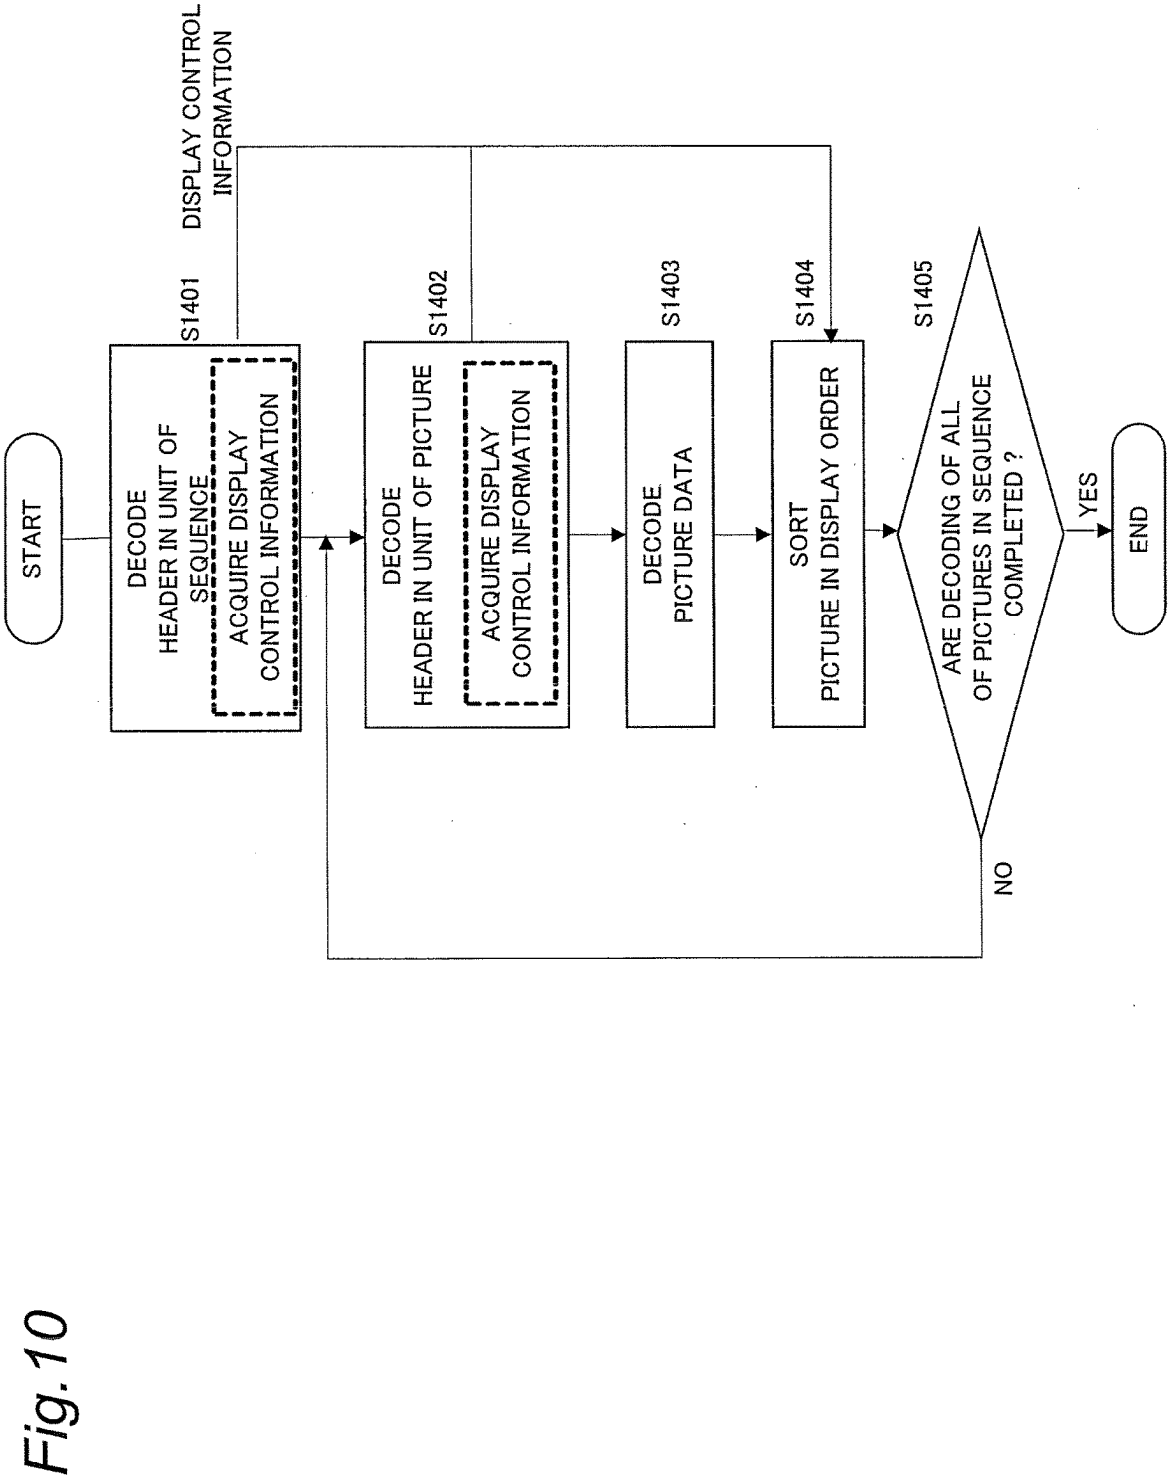 Fig. 10
START
DECODE
HEADER IN UNIT OF
SEQUENCE
ACQUIRE DISPLAY
CONTROL INFORMATION
S1401
DISPLAY CONTROL
INFORMATION
DECODE
HEADER IN UNIT OF PICTURE
ACQUIRE DISPLAY
CONTROL INFORMATION
S1402
DECODE
PICTURE DATA
S1403
SORT
PICTURE IN DISPLAY ORDER
S1404
ARE DECODING OF ALL
OF PICTURES IN SEQUENCE
COMPLETED ?
S1405
NO
YES
END